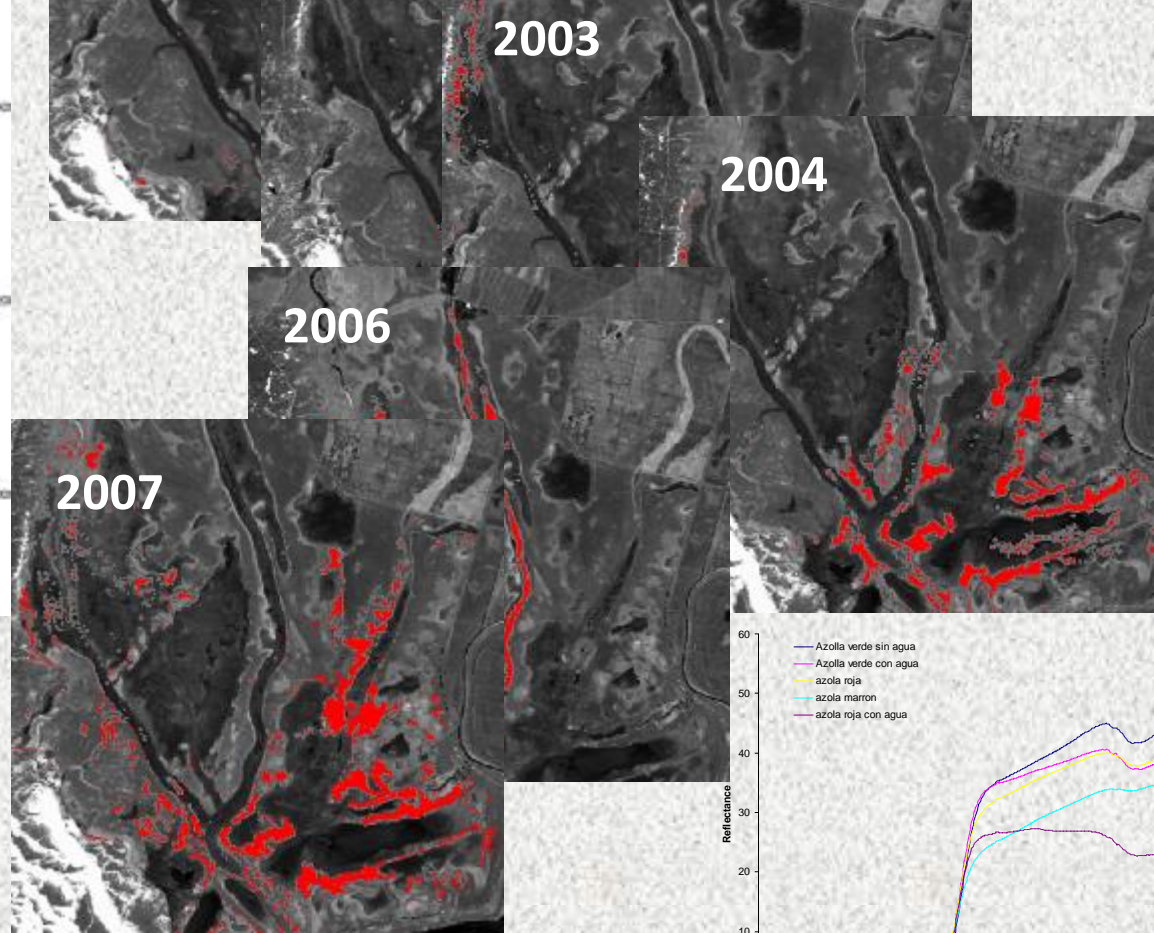 2003
2004
2006
2007
60
50
40
30
20
10
Reflectance
Azolla verde sin agua
Azolla verde con agua
azola roja
azola marron
azola roja con agua